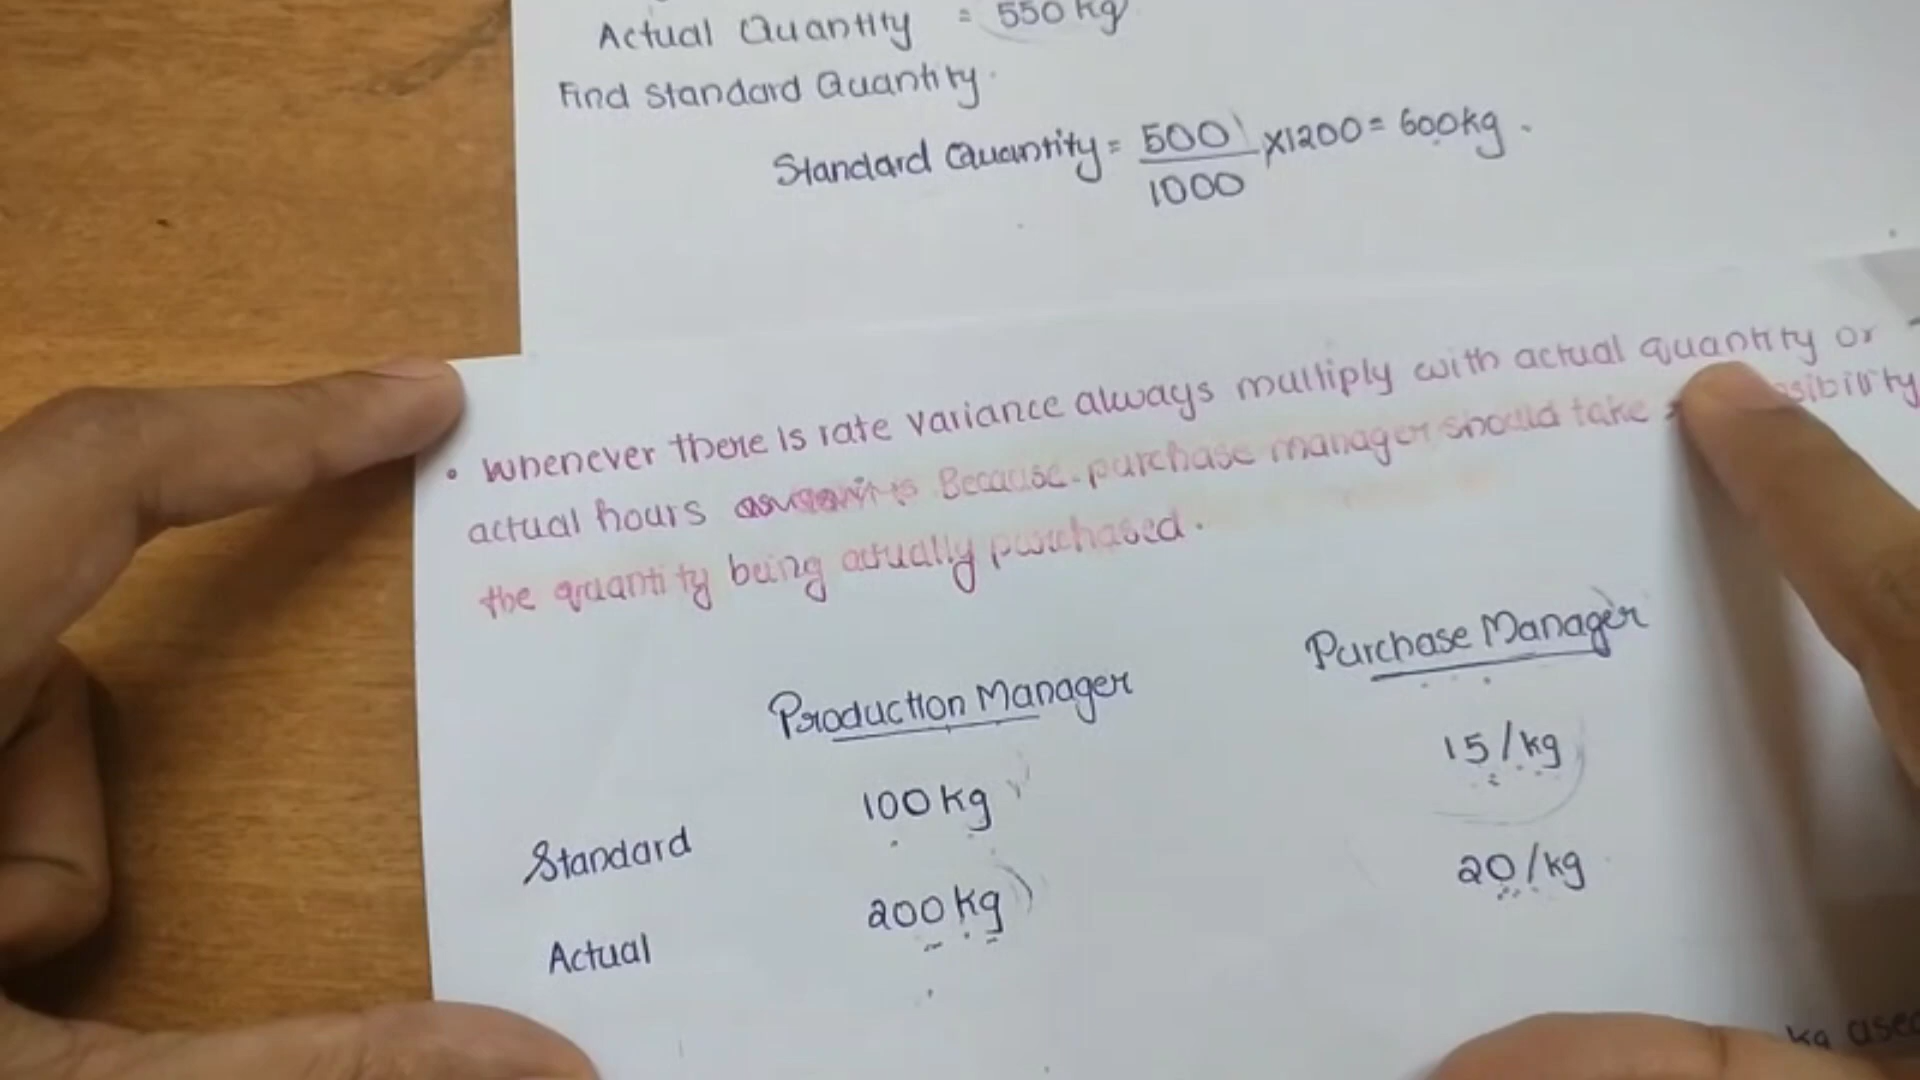 Actual Quantity = 550 kg
Find Standard Quantity.
Standard Quantity = 500/1000 x1200 = 600kg.
• Whenever there is rate variance always multiply with actual quantity or
actual hours Because purchase manager should take
the quantity being actually purchased.
Production Manager Purchase Manager
Standard 100 kg 15/kg
Actual 200 kg 20/kg
kg used